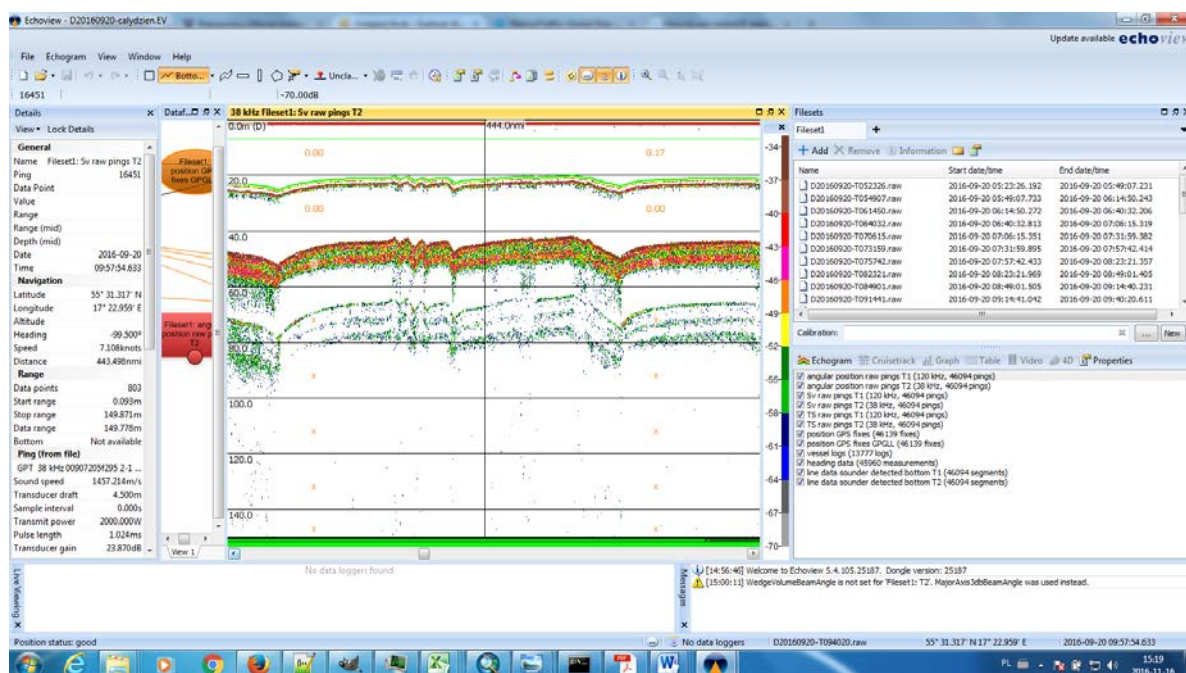 Echoview - D20160920-calydzien.EV
Update available echoview
File Echogram View Window Help
Botto... Uncla...
16451 -70.00dB
Details
View Lock Details
General
Name Fileset1: Sv raw pings T2
Ping 16451
Data Point
Value
Range
Range (mid)
Depth (mid)
Date 2016-09-20
Time 09:57:54.633
Navigation
Latitude 55° 31.317' N
Longitude 17° 22.959' E
Altitude
Heading -99.500°
Speed 7.108knots
Distance 443.496nmi
Range
Data points 803
Start range 0.093m
Stop range 149.871m
Data range 149.778m
Bottom Not available
Ping (from file)
GPT 38 kHz 00907205f295 2-1 ...
Sound speed 1457.214m/s
Transducer draft 4.500m
Sample interval 0.000s
Transmit power 2000.000W
Pulse length 1.024ms
Transducer gain 23.870dB
Dataf...
Fileset1:
position GP
fixes GPGL
Fileset1: ang
position raw p
T2
View 1
38 kHz Fileset1: Sv raw pings T2
0.0m (D) 444.0nmi
0.00 0.17
20.0
0.00 0.00
40.0
60.0
80.0
x x
100.0
x x
120.0
x x
140.0
x x
-34
-37
-40
-43
-46
-49
-52
-55
-58
-61
-64
-67
-70
Filesets
Fileset1 +
Add Remove Information
Name Start date/time End date/time
D20160920-T052326.raw 2016-09-20 05:23:26.192 2016-09-20 05:49:07.231
D20160920-T054907.raw 2016-09-20 05:49:07.733 2016-09-20 06:14:50.243
D20160920-T061450.raw 2016-09-20 06:14:50.272 2016-09-20 06:40:32.206
D20160920-T064032.raw 2016-09-20 06:40:32.813 2016-09-20 07:06:15.319
D20160920-T070615.raw 2016-09-20 07:06:15.351 2016-09-20 07:31:59.382
D20160920-T073159.raw 2016-09-20 07:31:59.895 2016-09-20 07:57:42.414
D20160920-T075742.raw 2016-09-20 07:57:42.433 2016-09-20 08:23:21.357
D20160920-T082321.raw 2016-09-20 08:23:21.969 2016-09-20 08:49:01.405
D20160920-T084901.raw 2016-09-20 08:49:01.505 2016-09-20 09:14:40.231
D20160920-T091441.raw 2016-09-20 09:14:41.042 2016-09-20 09:40:20.611
Calibration: ... New
Echogram Cruisetrack Graph Table Video 4D Properties
angular position raw pings T1 (120 kHz, 46094 pings)
angular position raw pings T2 (38 kHz, 46094 pings)
Sv raw pings T1 (120 kHz, 46094 pings)
Sv raw pings T2 (38 kHz, 46094 pings)
TS raw pings T1 (120 kHz, 46094 pings)
TS raw pings T2 (38 kHz, 46094 pings)
position GPS fixes (46139 fixes)
position GPS fixes GPGLL (46139 fixes)
vessel logs (13777 logs)
heading data (45960 measurements)
line data sounder detected bottom T1 (46094 segments)
line data sounder detected bottom T2 (46094 segments)
Live Viewing
No data loggers found
Messages
[14:56:46] Welcome to Echoview 5.4.105.25187. Dongle version: 25187
[15:00:11] WedgeVolumeBeamAngle is not set for 'Fileset1: T2'. MajorAxis3dbBeamAngle was used instead.
Position status: good No data loggers D20160920-T094020.raw 55° 31.317' N 17° 22.959' E 2016-09-20 09:57:54.633
PL 15:19
2016-11-16